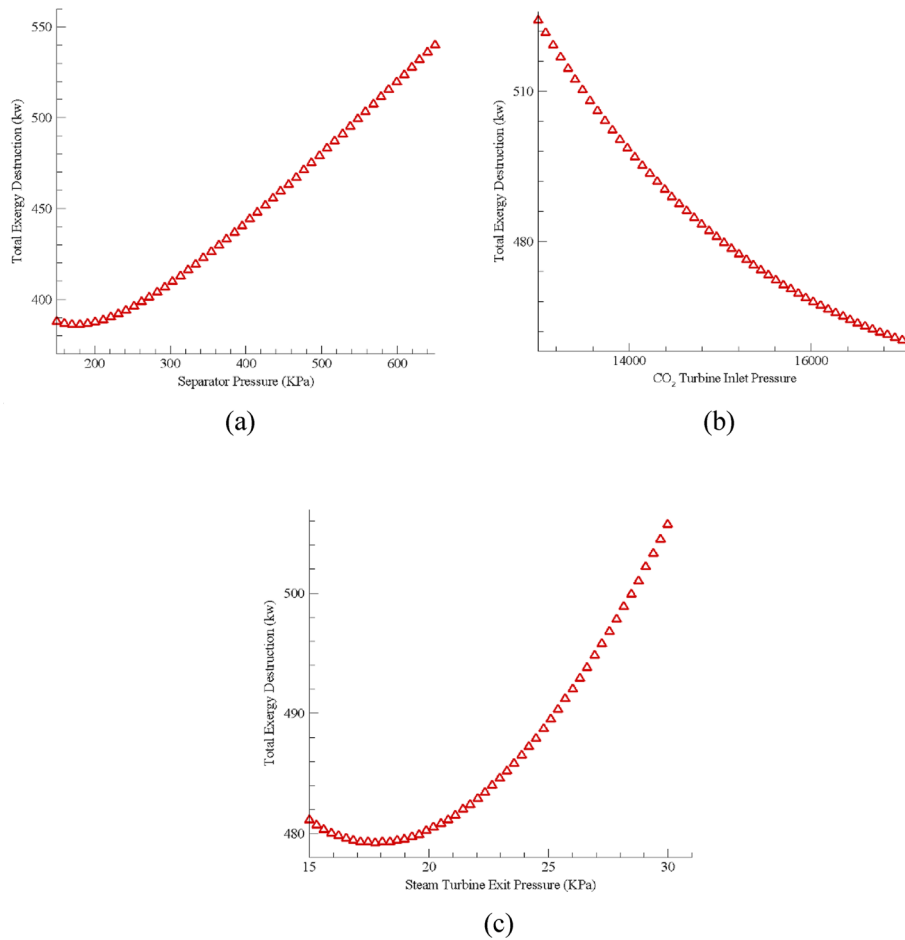 550
500
450
400
Total Exergy Destruction (kw)
200 300 400 500 600
Separator Pressure (KPa)
(a)
510
480
Total Exergy Destruction (kw)
14000 16000
CO₂ Turbine Inlet Pressure
(b)
500
490
480
Total Exergy Destruction (kw)
15 20 25 30
Steam Turbine Exit Pressure (KPa)
(c)